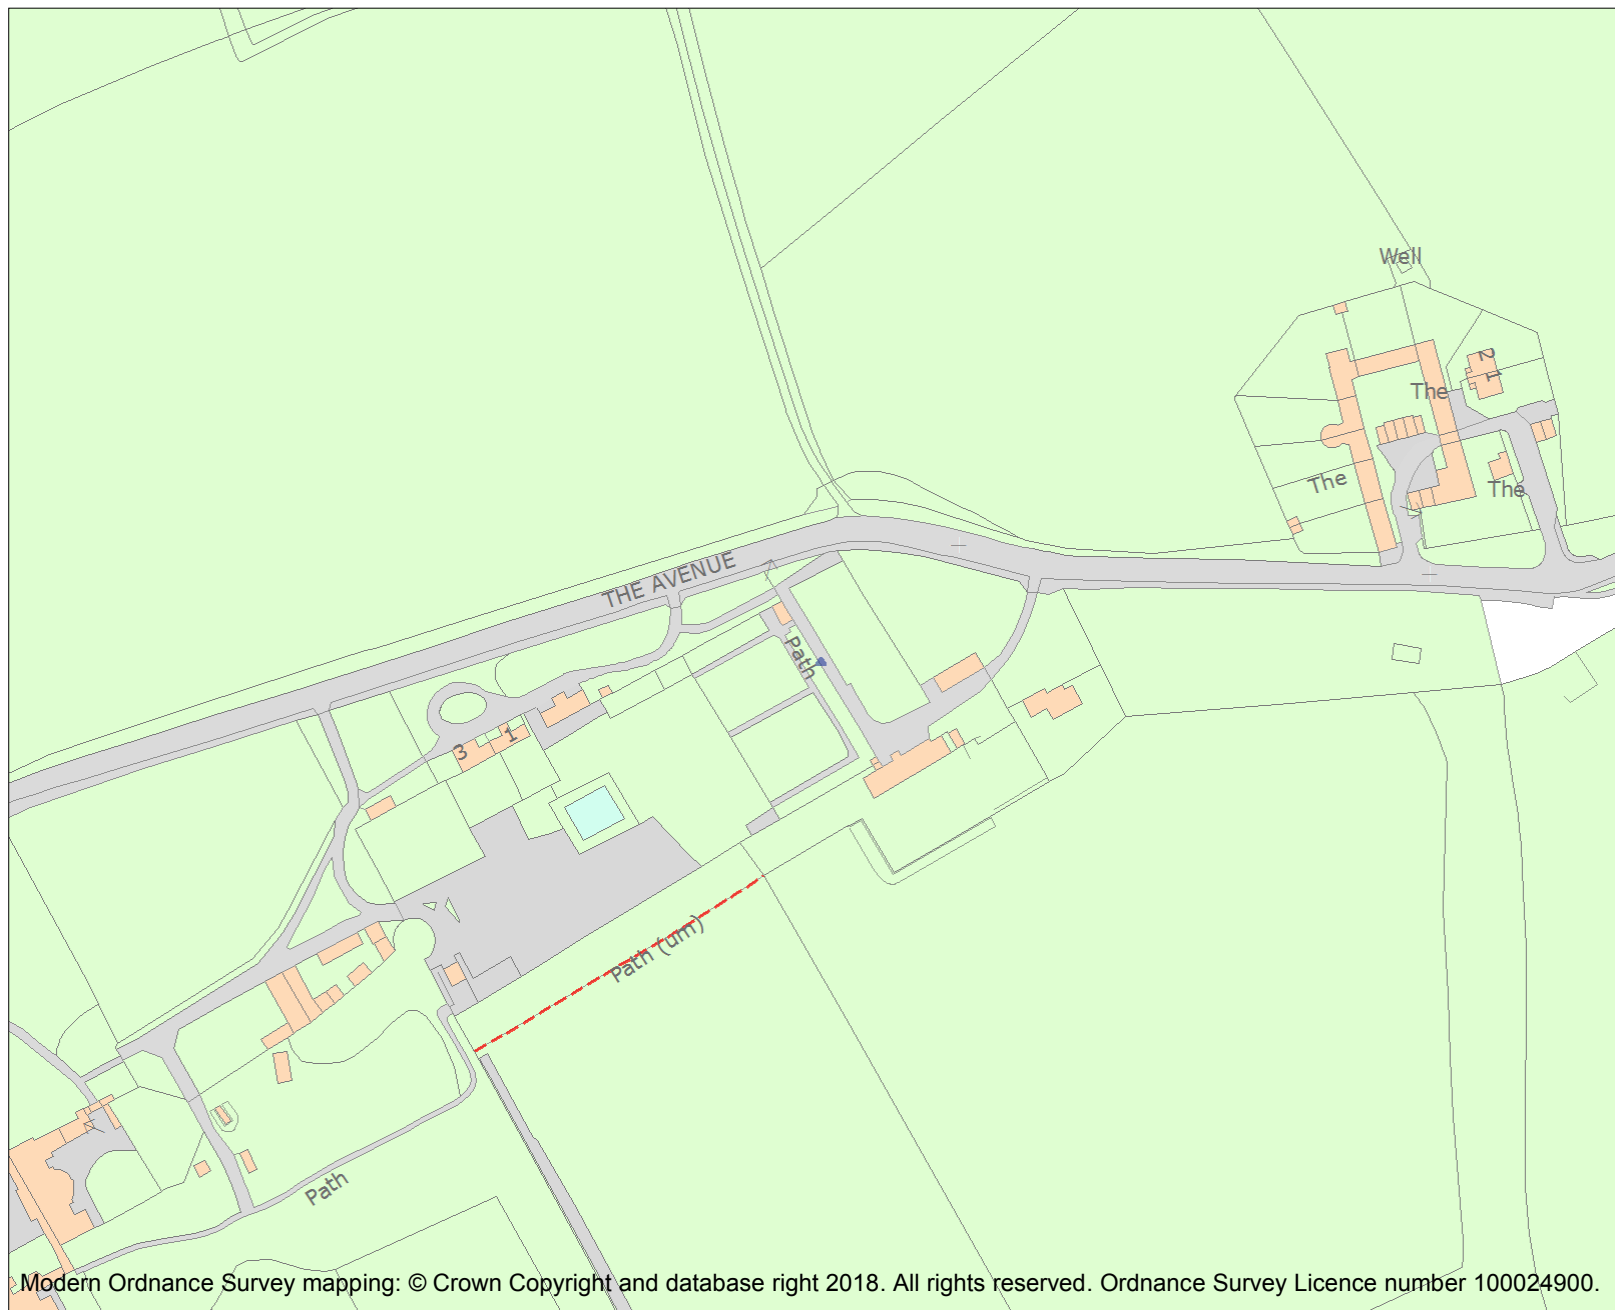 Well
2
1
The
The
The
THE AVENUE
Path
1
3
Path (um)
Path
Modern Ordnance Survey mapping: © Crown Copyright and database right 2018. All rights reserved. Ordnance Survey Licence number 100024900.